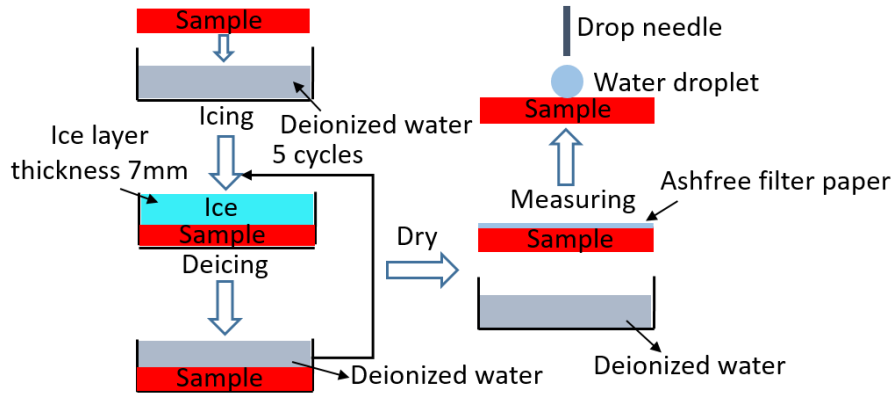 Sample
Icing
Deionized water
5 cycles
Ice layer
thickness 7mm
Ice
Sample
Deicing
Sample
Deionized water
Dry
Drop needle
Water droplet
Sample
Measuring
Ashfree filter paper
Sample
Deionized water